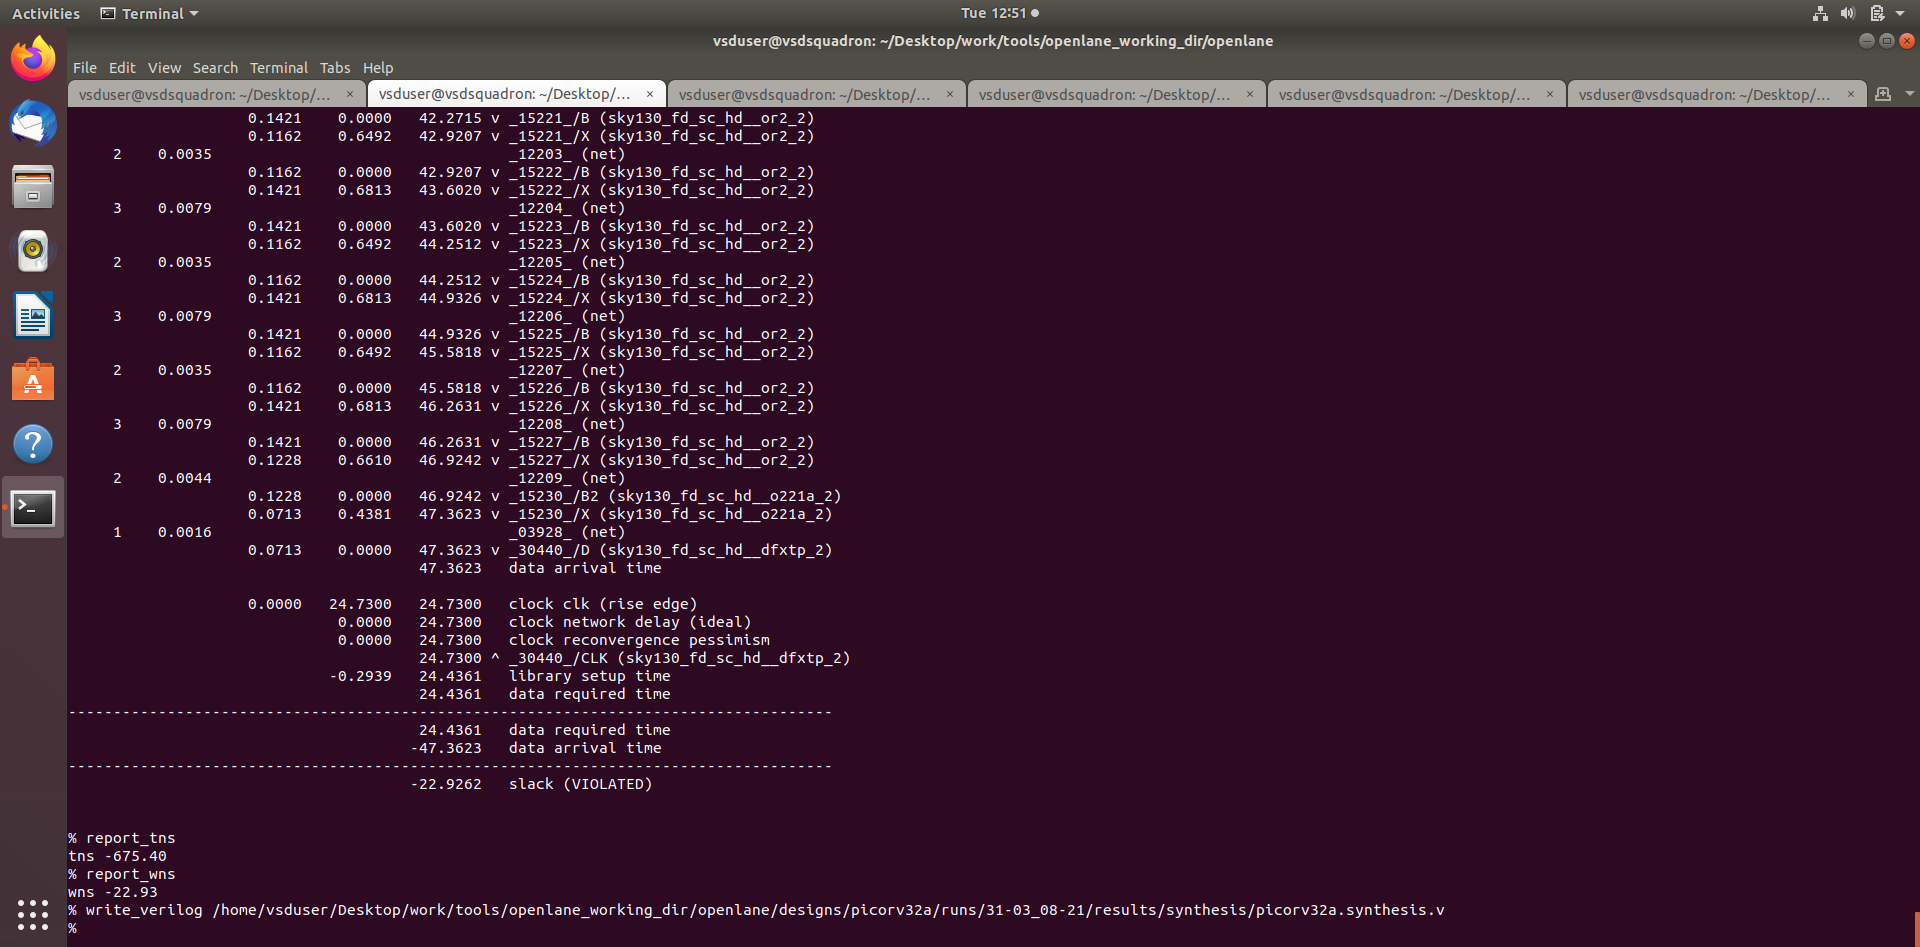 Activities Terminal Tue 12:51
vsduser@vsdsquadron: ~/Desktop/work/tools/openlane_working_dir/openlane
File Edit View Search Terminal Tabs Help
vsduser@vsdsquadron: ~/Desktop/... × vsduser@vsdsquadron: ~/Desktop/... × vsduser@vsdsquadron: ~/Desktop/... × vsduser@vsdsquadron: ~/Desktop/... × vsduser@vsdsquadron: ~/Desktop/... × vsduser@vsdsquadron: ~/Desktop/... ×
0.1421 0.0000 42.2715 v _15221_/B (sky130_fd_sc_hd__or2_2)
0.1162 0.6492 42.9207 v _15221_/X (sky130_fd_sc_hd__or2_2)
2 0.0035 _12203_ (net)
0.1162 0.0000 42.9207 v _15222_/B (sky130_fd_sc_hd__or2_2)
0.1421 0.6813 43.6020 v _15222_/X (sky130_fd_sc_hd__or2_2)
3 0.0079 _12204_ (net)
0.1421 0.0000 43.6020 v _15223_/B (sky130_fd_sc_hd__or2_2)
0.1162 0.6492 44.2512 v _15223_/X (sky130_fd_sc_hd__or2_2)
2 0.0035 _12205_ (net)
0.1162 0.0000 44.2512 v _15224_/B (sky130_fd_sc_hd__or2_2)
0.1421 0.6813 44.9326 v _15224_/X (sky130_fd_sc_hd__or2_2)
3 0.0079 _12206_ (net)
0.1421 0.0000 44.9326 v _15225_/B (sky130_fd_sc_hd__or2_2)
0.1162 0.6492 45.5818 v _15225_/X (sky130_fd_sc_hd__or2_2)
2 0.0035 _12207_ (net)
0.1162 0.0000 45.5818 v _15226_/B (sky130_fd_sc_hd__or2_2)
0.1421 0.6813 46.2631 v _15226_/X (sky130_fd_sc_hd__or2_2)
3 0.0079 _12208_ (net)
0.1421 0.0000 46.2631 v _15227_/B (sky130_fd_sc_hd__or2_2)
0.1228 0.6610 46.9242 v _15227_/X (sky130_fd_sc_hd__or2_2)
2 0.0044 _12209_ (net)
0.1228 0.0000 46.9242 v _15230_/B2 (sky130_fd_sc_hd__o221a_2)
0.0713 0.4381 47.3623 v _15230_/X (sky130_fd_sc_hd__o221a_2)
1 0.0016 _03928_ (net)
0.0713 0.0000 47.3623 v _30440_/D (sky130_fd_sc_hd__dfxtp_2)
47.3623 data arrival time
0.0000 24.7300 24.7300 clock clk (rise edge)
0.0000 24.7300 clock network delay (ideal)
0.0000 24.7300 clock reconvergence pessimism
24.7300 ^ _30440_/CLK (sky130_fd_sc_hd__dfxtp_2)
-0.2939 24.4361 library setup time
24.4361 data required time
-------------------------------------------------------------------------------------
24.4361 data required time
-47.3623 data arrival time
-------------------------------------------------------------------------------------
-22.9262 slack (VIOLATED)
% report_tns
tns -675.40
% report_wns
wns -22.93
% write_verilog /home/vsduser/Desktop/work/tools/openlane_working_dir/openlane/designs/picorv32a/runs/31-03_08-21/results/synthesis/picorv32a.synthesis.v
%